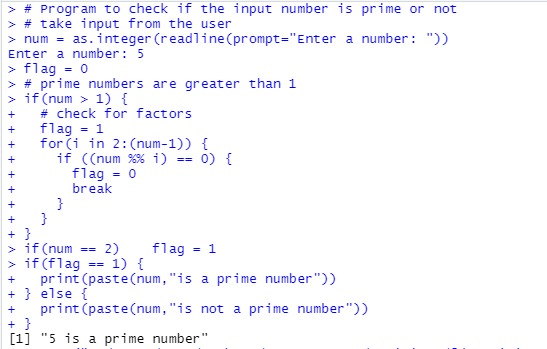 > # Program to check if the input number is prime or not
> # take input from the user
> num = as.integer(readline(prompt="Enter a number: "))
Enter a number: 5
> flag = 0
> # prime numbers are greater than 1
> if(num > 1) {
+   # check for factors
+   flag = 1
+   for(i in 2:(num-1)) {
+     if ((num %% i) == 0) {
+       flag = 0
+       break
+     }
+   }
+ }
> if(num == 2)    flag = 1
> if(flag == 1) {
+   print(paste(num,"is a prime number"))
+ } else {
+   print(paste(num,"is not a prime number"))
+ }
[1] "5 is a prime number"